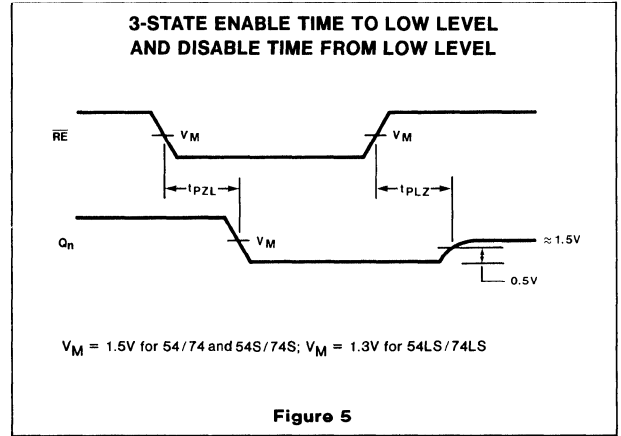 3-STATE ENABLE TIME TO LOW LEVEL
AND DISABLE TIME FROM LOW LEVEL
RE
VM
VM
tPZL
tPLZ
Qn
VM
≈ 1.5V
0.5V
VM = 1.5V for 54/74 and 54S/74S; VM = 1.3V for 54LS/74LS
Figure 5